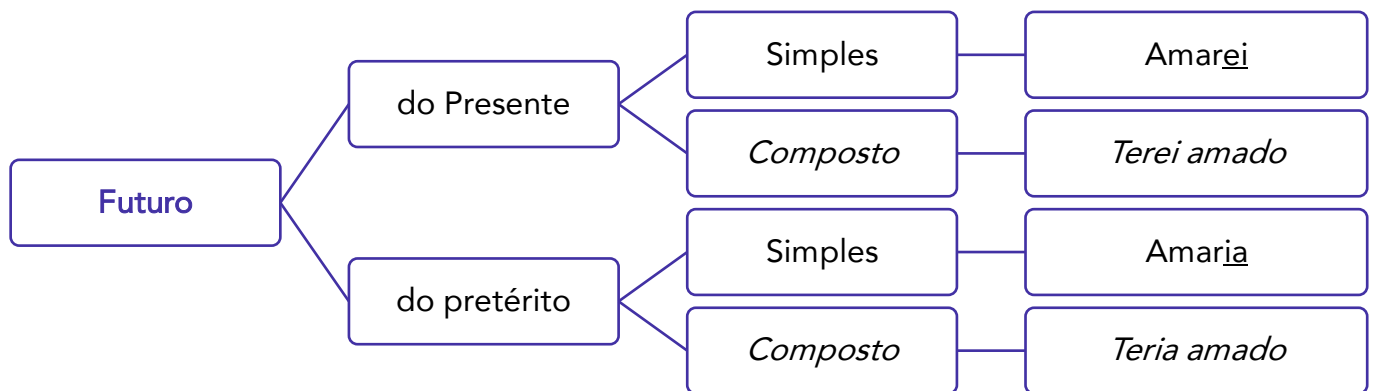 Futuro
do Presente
Simples
Amarei
Composto
Terei amado
do pretérito
Simples
Amaria
Composto
Teria amado